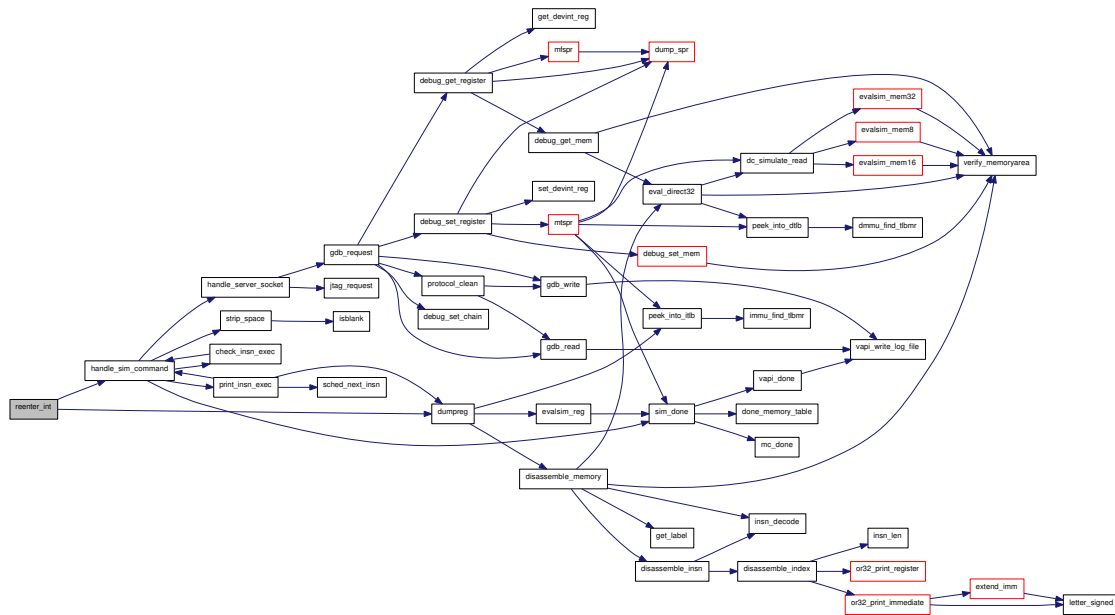 get_devint_reg
mfspr
dump_spr
debug_get_register
evalsim_mem32
evalsim_mem8
debug_get_mem
dc_simulate_read
evalsim_mem16
verify_memoryarea
set_devint_reg
eval_direct32
debug_set_register
mtspr
peek_into_dtlb
dmmu_find_tlbmr
gdb_request
debug_set_mem
handle_server_socket
jtag_request
protocol_clean
gdb_write
strip_space
isblank
debug_set_chain
peek_into_itlb
immu_find_tlbmr
check_insn_exec
gdb_read
vapi_write_log_file
handle_sim_command
print_insn_exec
sched_next_insn
vapi_done
reenter_int
dumpreg
evalsim_reg
sim_done
done_memory_table
mc_done
disassemble_memory
insn_decode
get_label
insn_len
disassemble_insn
disassemble_index
or32_print_register
extend_imm
or32_print_immediate
letter_signed